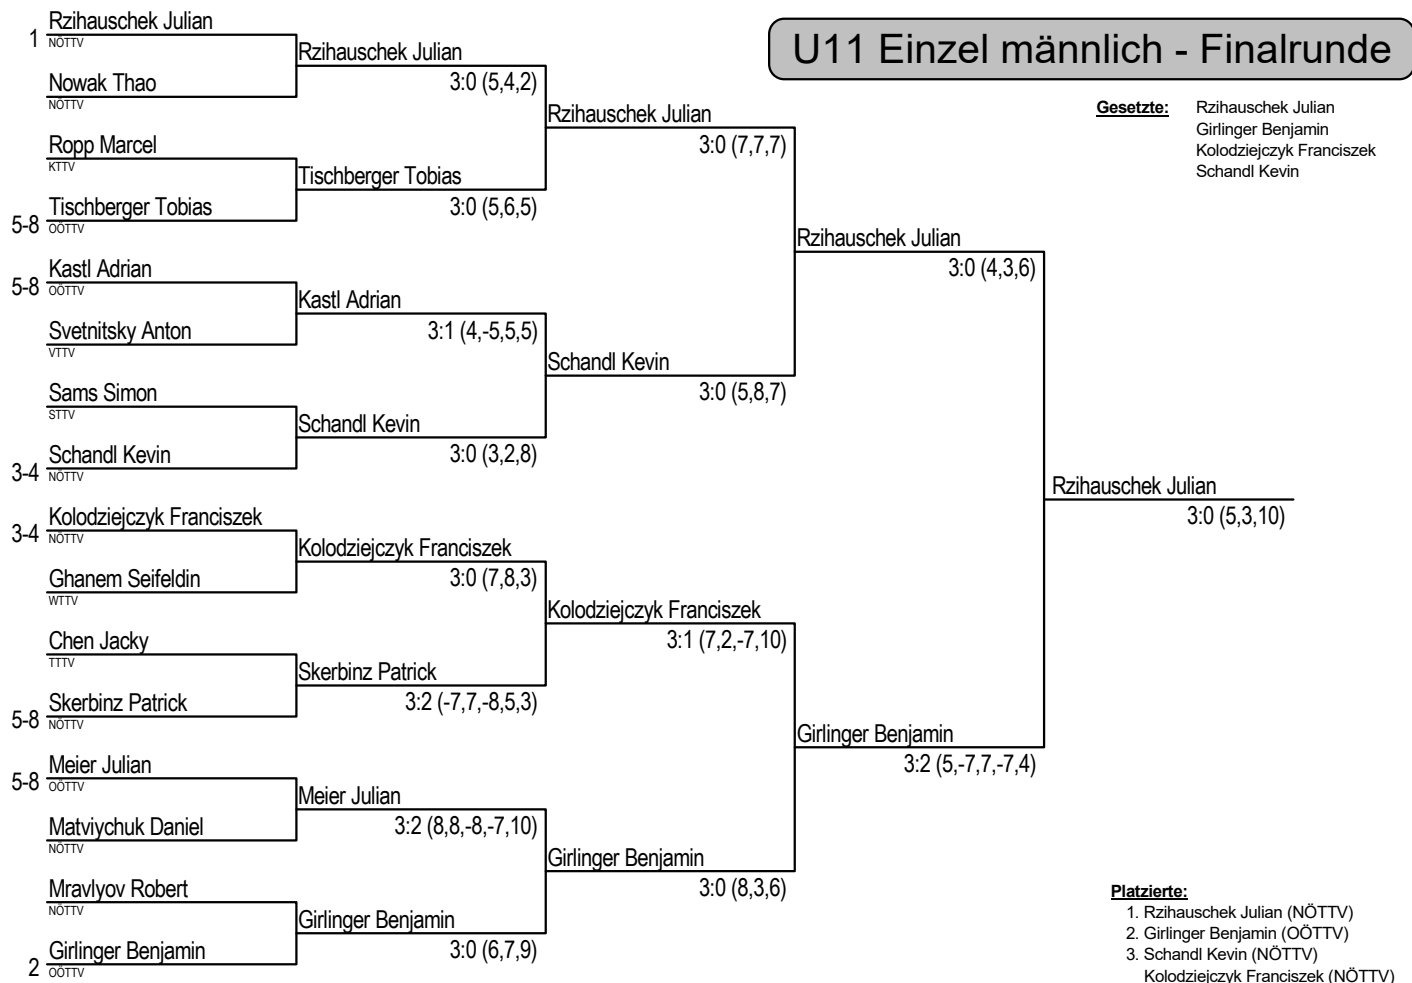 U11 Einzel männlich - Finalrunde
Gesetzte: Rzihauschek Julian
Girlinger Benjamin
Kolodziejczyk Franciszek
Schandl Kevin
1 Rzihauschek Julian
NÖTTV
Nowak Thao
NÖTTV
Ropp Marcel
KTTV
5-8 Tischberger Tobias
OÖTTV
5-8 Kastl Adrian
OÖTTV
Svetnitsky Anton
VTTV
Sams Simon
STTV
3-4 Schandl Kevin
NÖTTV
3-4 Kolodziejczyk Franciszek
NÖTTV
Ghanem Seifeldin
WTTV
Chen Jacky
TTTV
5-8 Skerbinz Patrick
NÖTTV
5-8 Meier Julian
OÖTTV
Matviychuk Daniel
NÖTTV
Mravlyov Robert
NÖTTV
2 Girlinger Benjamin
OÖTTV
Rzihauschek Julian
3:0 (5,4,2)
Tischberger Tobias
3:0 (5,6,5)
Kastl Adrian
3:1 (4,-5,5,5)
Schandl Kevin
3:0 (3,2,8)
Kolodziejczyk Franciszek
3:0 (7,8,3)
Skerbinz Patrick
3:2 (-7,7,-8,5,3)
Meier Julian
3:2 (8,8,-8,-7,10)
Girlinger Benjamin
3:0 (6,7,9)
Rzihauschek Julian
3:0 (7,7,7)
Schandl Kevin
3:0 (5,8,7)
Kolodziejczyk Franciszek
3:1 (7,2,-7,10)
Girlinger Benjamin
3:0 (8,3,6)
Rzihauschek Julian
3:0 (4,3,6)
Girlinger Benjamin
3:2 (5,-7,7,-7,4)
Rzihauschek Julian
3:0 (5,3,10)
Platzierte:
1. Rzihauschek Julian (NÖTTV)
2. Girlinger Benjamin (OÖTTV)
3. Schandl Kevin (NÖTTV)
Kolodziejczyk Franciszek (NÖTTV)